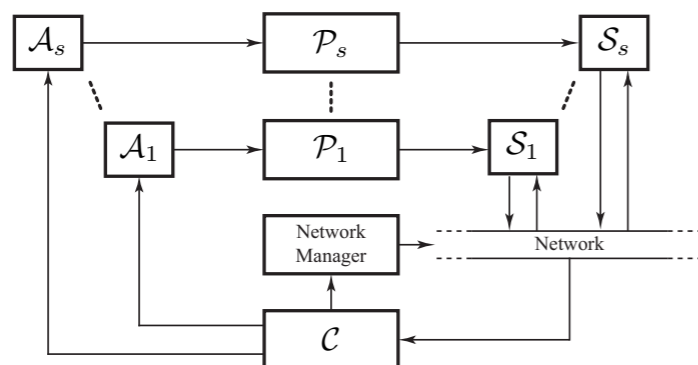 𝒜ₛ
𝒫ₛ
𝒮ₛ
𝒜₁
𝒫₁
𝒮₁
Network
Manager
Network
𝒞